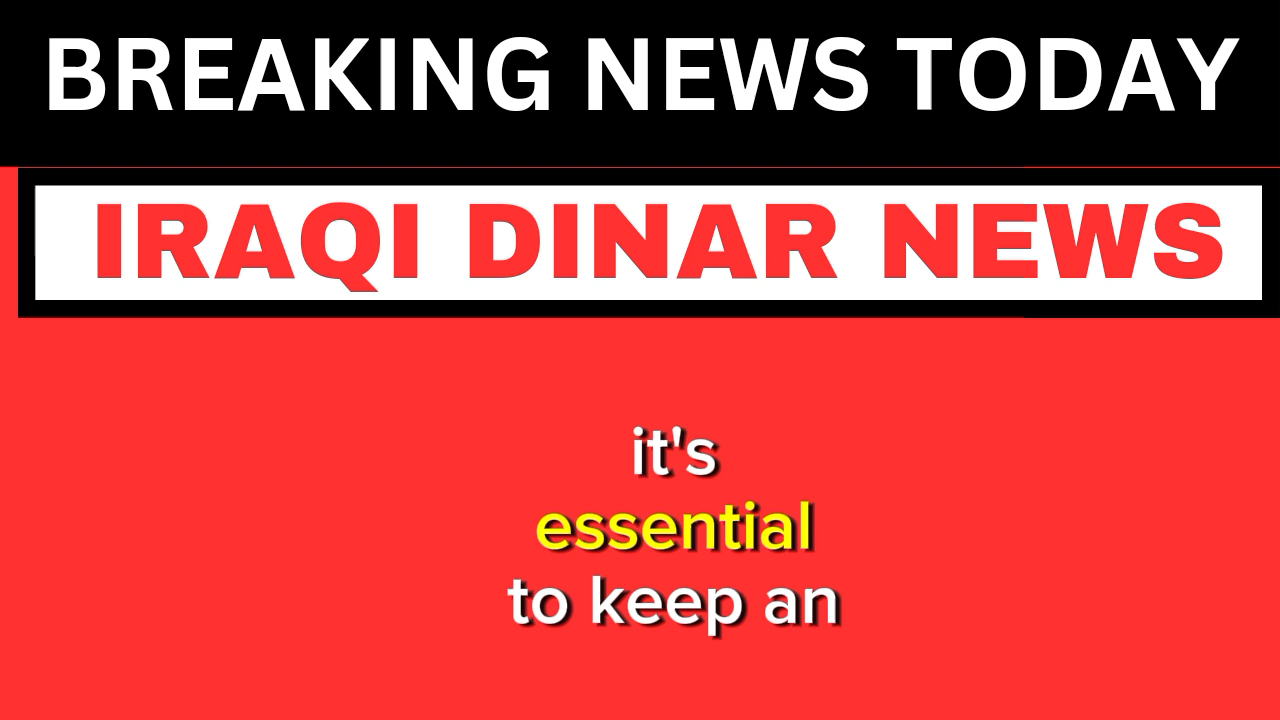 BREAKING NEWS TODAY
IRAQI DINAR NEWS
it's
essential
to keep an